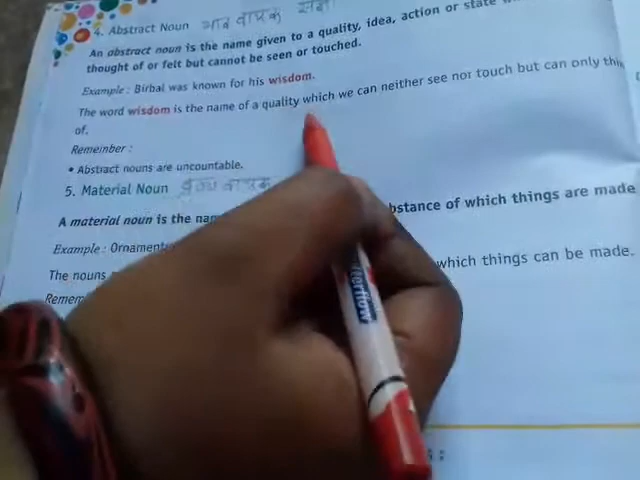 4. Abstract Noun भाव वाचक संज्ञा
An abstract noun is the name given to a quality, idea, action or state
thought of or felt but cannot be seen or touched.
Example : Birbal was known for his wisdom.
The word wisdom is the name of a quality which we can neither see nor touch but can only
of.
Remember :
• Abstract nouns are uncountable.
5. Material Noun द्रव्य वाचक
A material noun is the of which things are made
Example :
The nouns which things can be made.